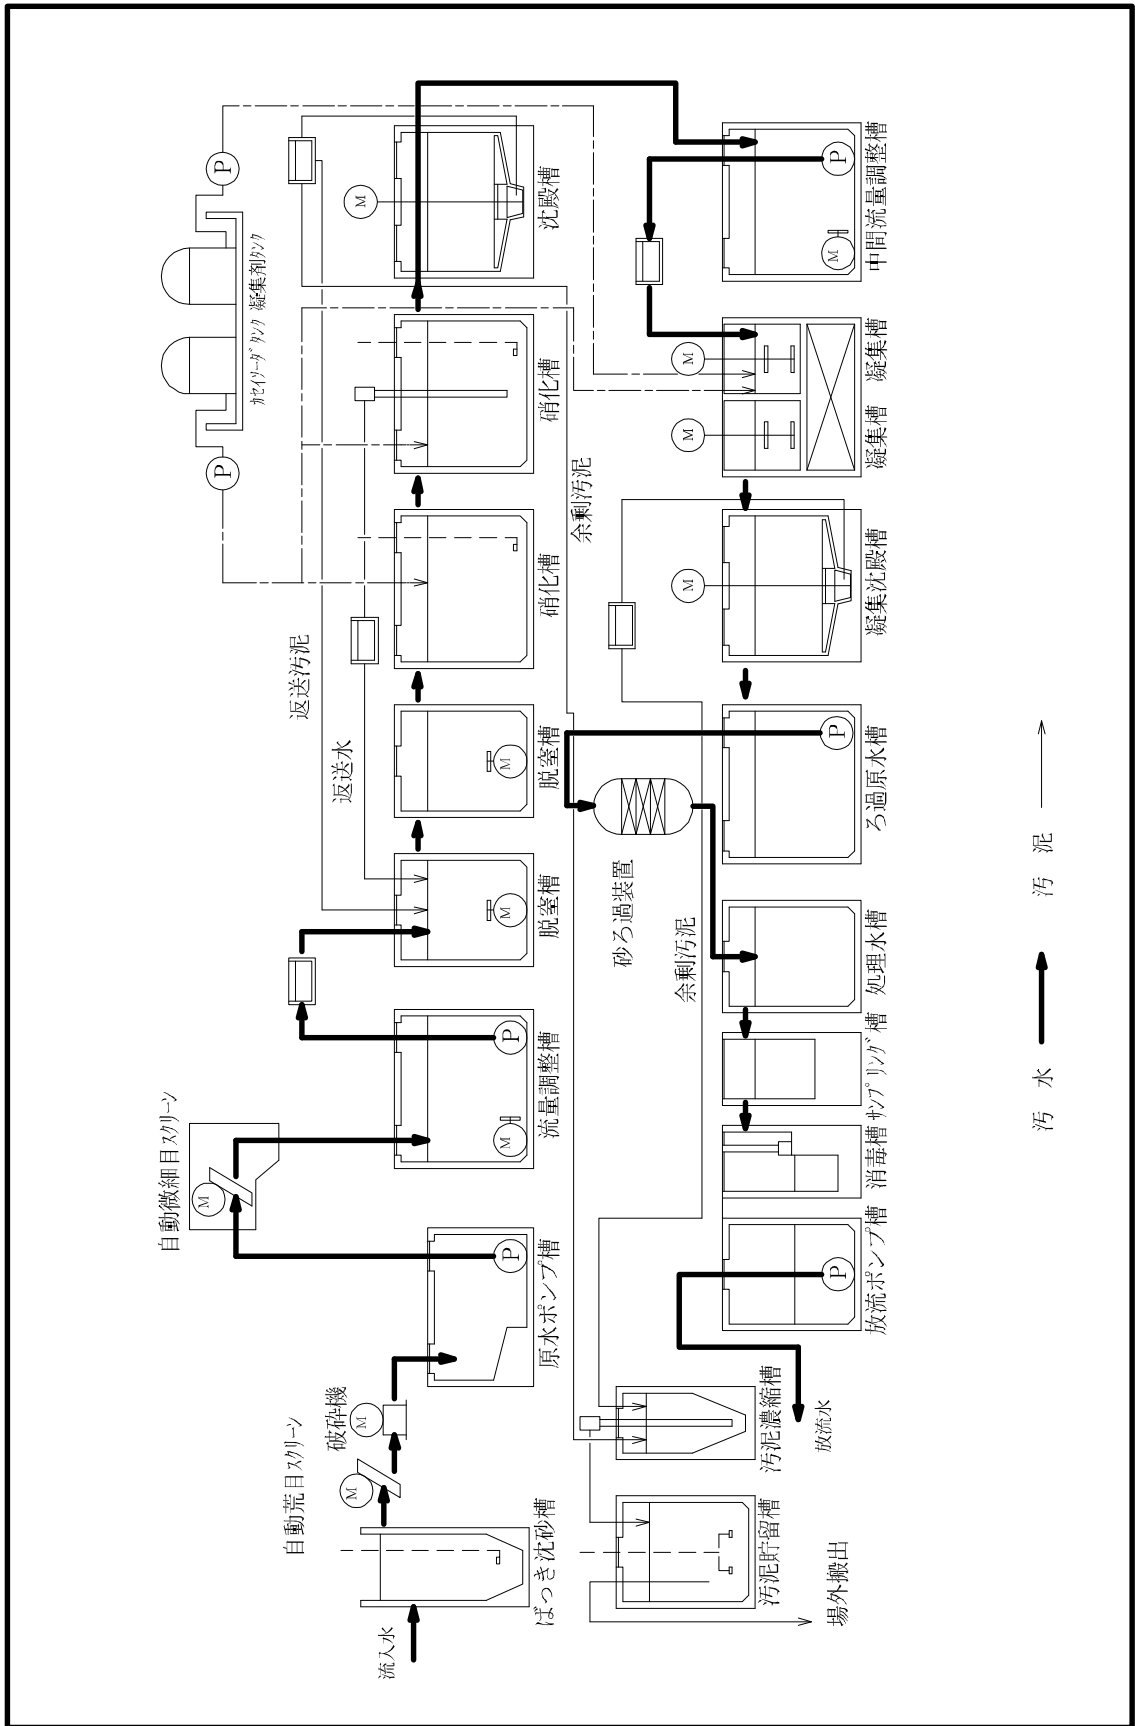 流入水
ばっき沈砂槽
自動荒目スクリーン
M
破砕機
M
原水ポンプ槽
P
自動微細目スクリーン
M
流量調整槽
M
P
脱窒槽
M
脱窒槽
M
返送水
返送汚泥
硝化槽
硝化槽
沈殿槽
M
カセイソーダタンク
凝集剤タンク
P
P
余剰汚泥
中間流量調整槽
M
P
凝集槽
M
凝集槽
M
凝集沈殿槽
M
ろ過原水槽
P
砂ろ過装置
余剰汚泥
処理水槽
サンプリング槽
消毒槽
放流ポンプ槽
P
放流水
汚泥濃縮槽
汚泥貯留槽
場外搬出
汚水
汚泥